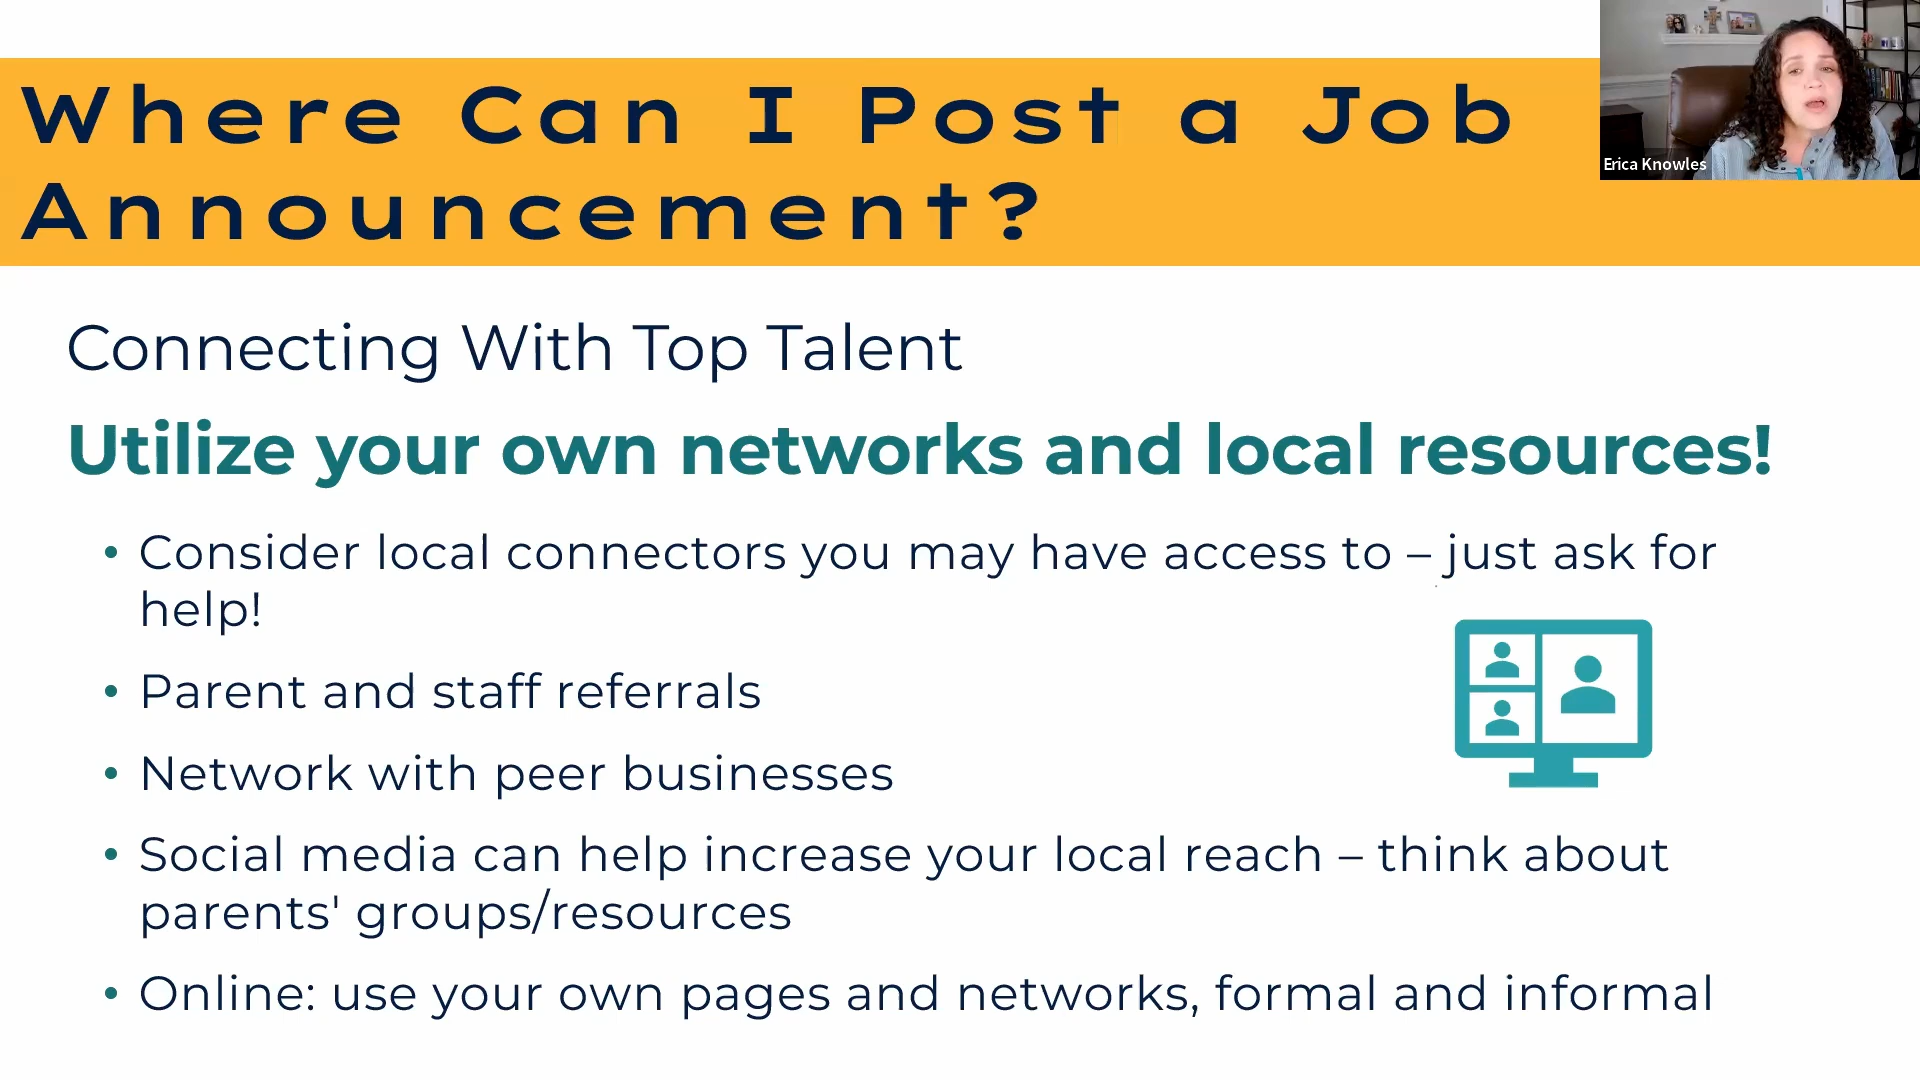 Where Can I Post a Job
Announcement?
Erica Knowles
Connecting With Top Talent
Utilize your own networks and local resources!
• Consider local connectors you may have access to – just ask for
help!
• Parent and staff referrals
• Network with peer businesses
• Social media can help increase your local reach – think about
parents' groups/resources
• Online: use your own pages and networks, formal and informal